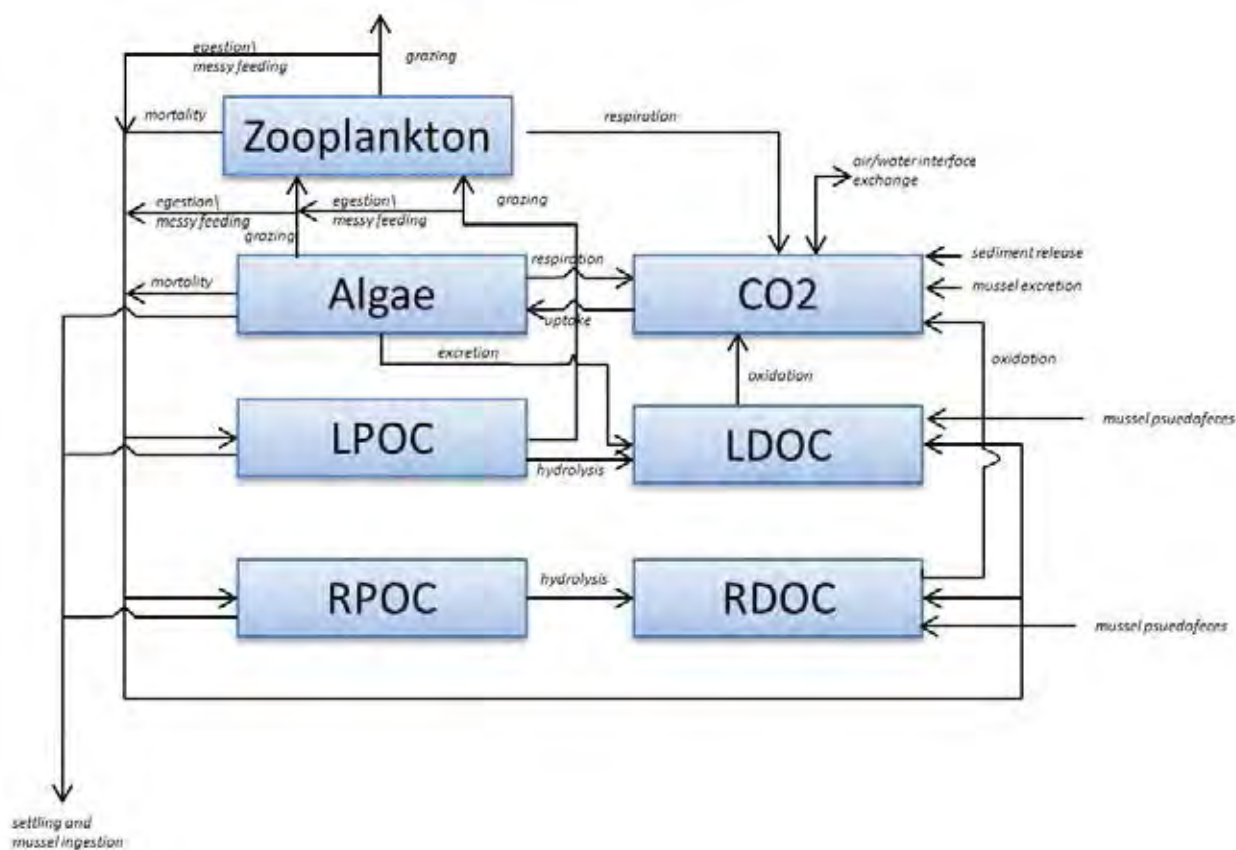 egestion\
messy feeding
grazing
mortality
Zooplankton
respiration
air/water interface
exchange
egestion\
messy feeding
egestion\
messy feeding
grazing
grazing
respiration
sediment release
mortality
Algae
CO2
mussel excretion
uptake
excretion
oxidation
oxidation
LPOC
LDOC
mussel psuedofeces
hydrolysis
hydrolysis
RPOC
RDOC
mussel psuedofeces
settling and
mussel ingestion